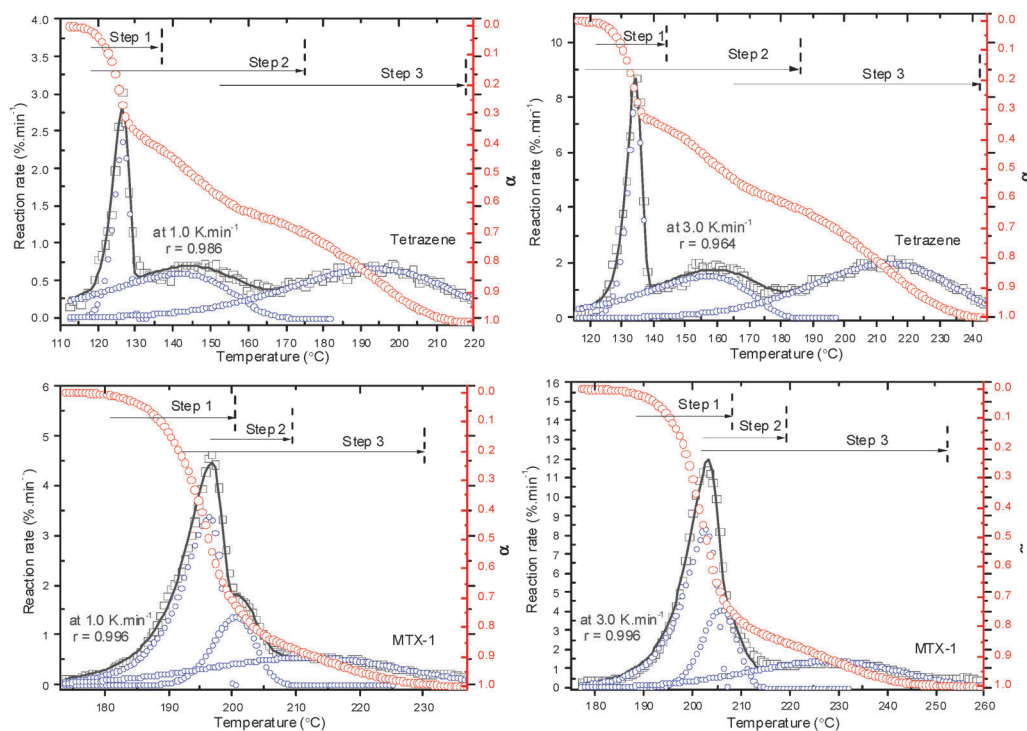 4.0
3.5
3.0
2.5
2.0
1.5
1.0
0.5
0.0
Reaction rate (%.min⁻¹)
Step 1
Step 2
Step 3
at 1.0 K.min⁻¹
r = 0.986
Tetrazene
0.0
0.1
0.2
0.3
0.4
0.5
0.6
0.7
0.8
0.9
1.0
α
110 120 130 140 150 160 170 180 190 200 210 220
Temperature (°C)
10
8
6
4
2
0
Reaction rate (%.min⁻¹)
Step 1
Step 2
Step 3
at 3.0 K.min⁻¹
r = 0.964
Tetrazene
0.0
0.1
0.2
0.3
0.4
0.5
0.6
0.7
0.8
0.9
1.0
α
120 130 140 150 160 170 180 190 200 210 220 230 240
Temperature (°C)
6
5
4
3
2
1
0
Reaction rate (%.min⁻¹)
Step 1
Step 2
Step 3
at 1.0 K.min⁻¹
r = 0.996
MTX-1
0.0
0.1
0.2
0.3
0.4
0.5
0.6
0.7
0.8
0.9
1.0
α
180 190 200 210 220 230
Temperature (°C)
16
15
14
13
12
11
10
9
8
7
6
5
4
3
2
1
0
Reaction rate (%.min⁻¹)
Step 1
Step 2
Step 3
at 3.0 K.min⁻¹
r = 0.996
MTX-1
0.0
0.1
0.2
0.3
0.4
0.5
0.6
0.7
0.8
0.9
1.0
180 190 200 210 220 230 240 250 260
Temperature (°C)